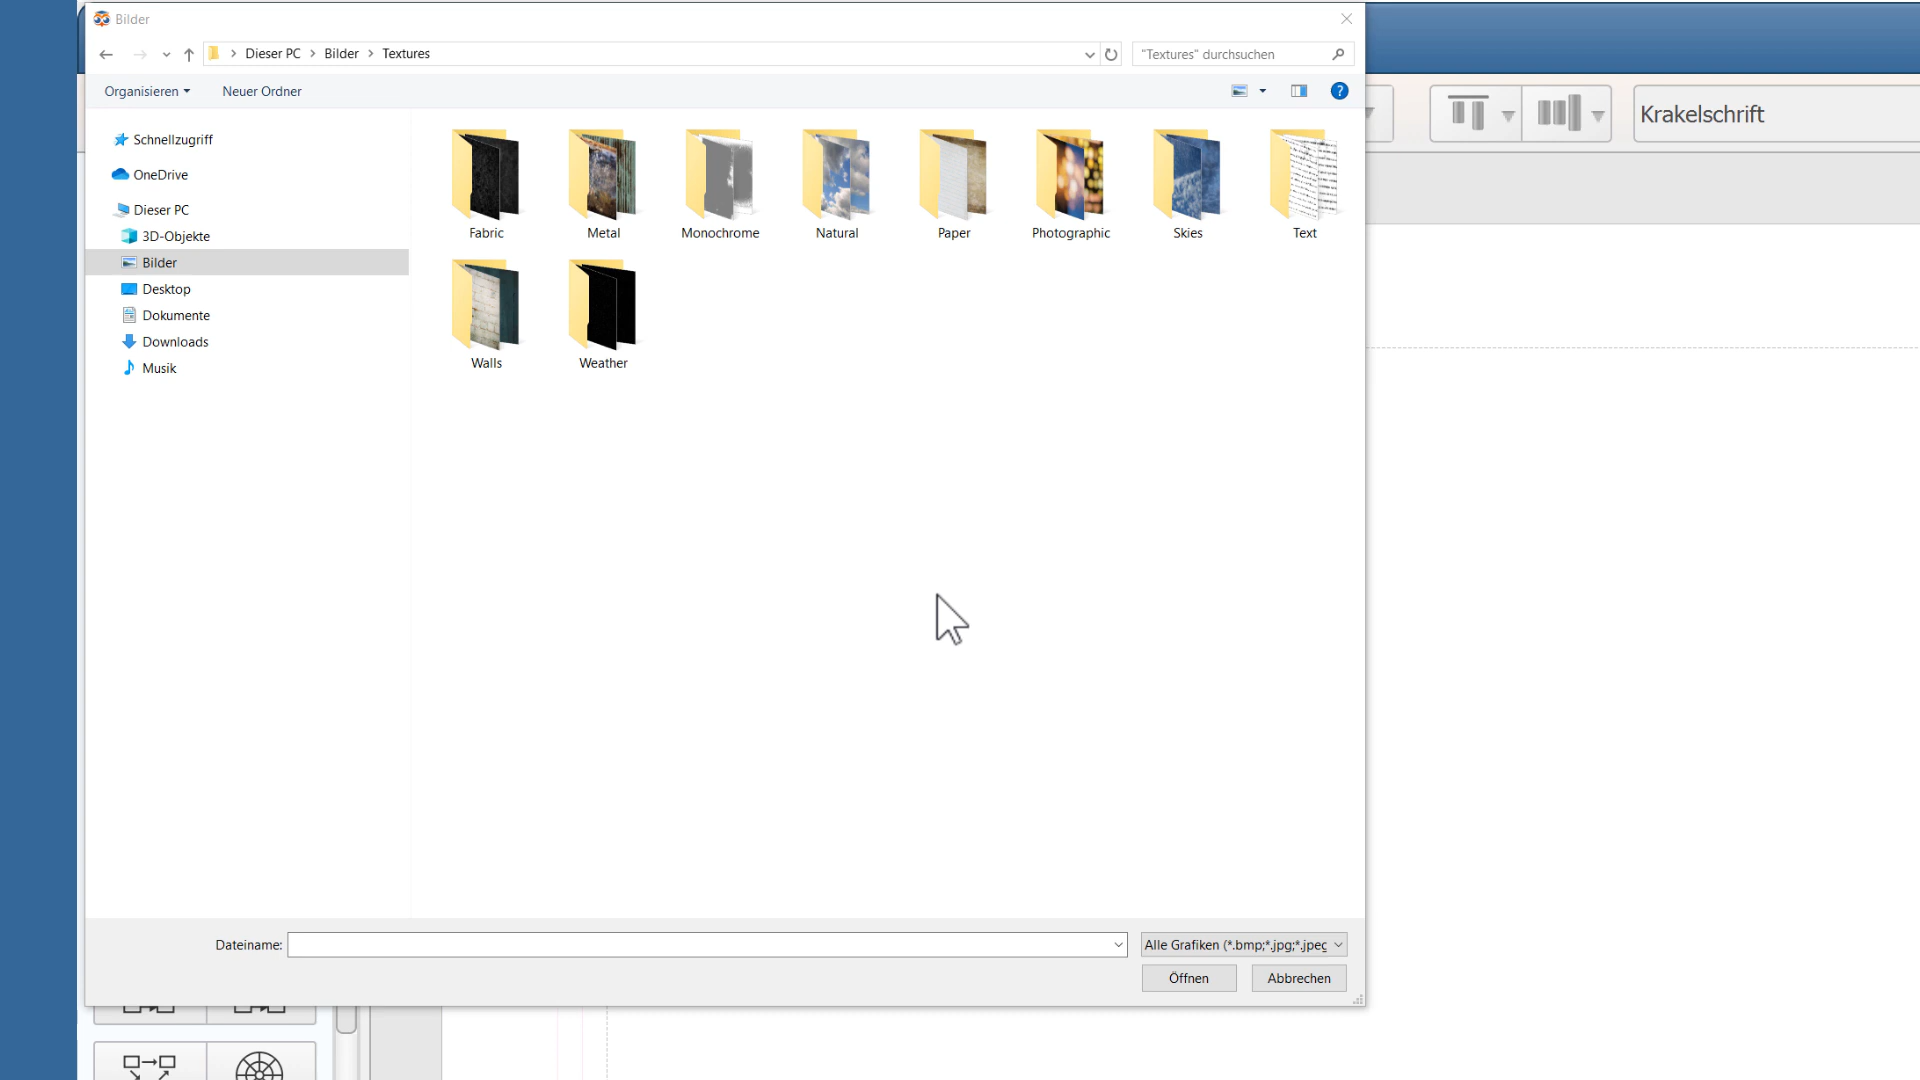 Bilder
Dieser PC
Bilder
Textures
"Textures" durchsuchen
Organisieren
Neuer Ordner
?
Krakelschrift
Schnellzugriff
OneDrive
Dieser PC
3D-Objekte
Bilder
Desktop
Dokumente
Downloads
Musik
Fabric
Metal
Monochrome
Natural
Paper
Photographic
Skies
Text
Walls
Weather
Dateiname:
Alle Grafiken (*.bmp;*.jpg;*.jpeg
Öffnen
Abbrechen